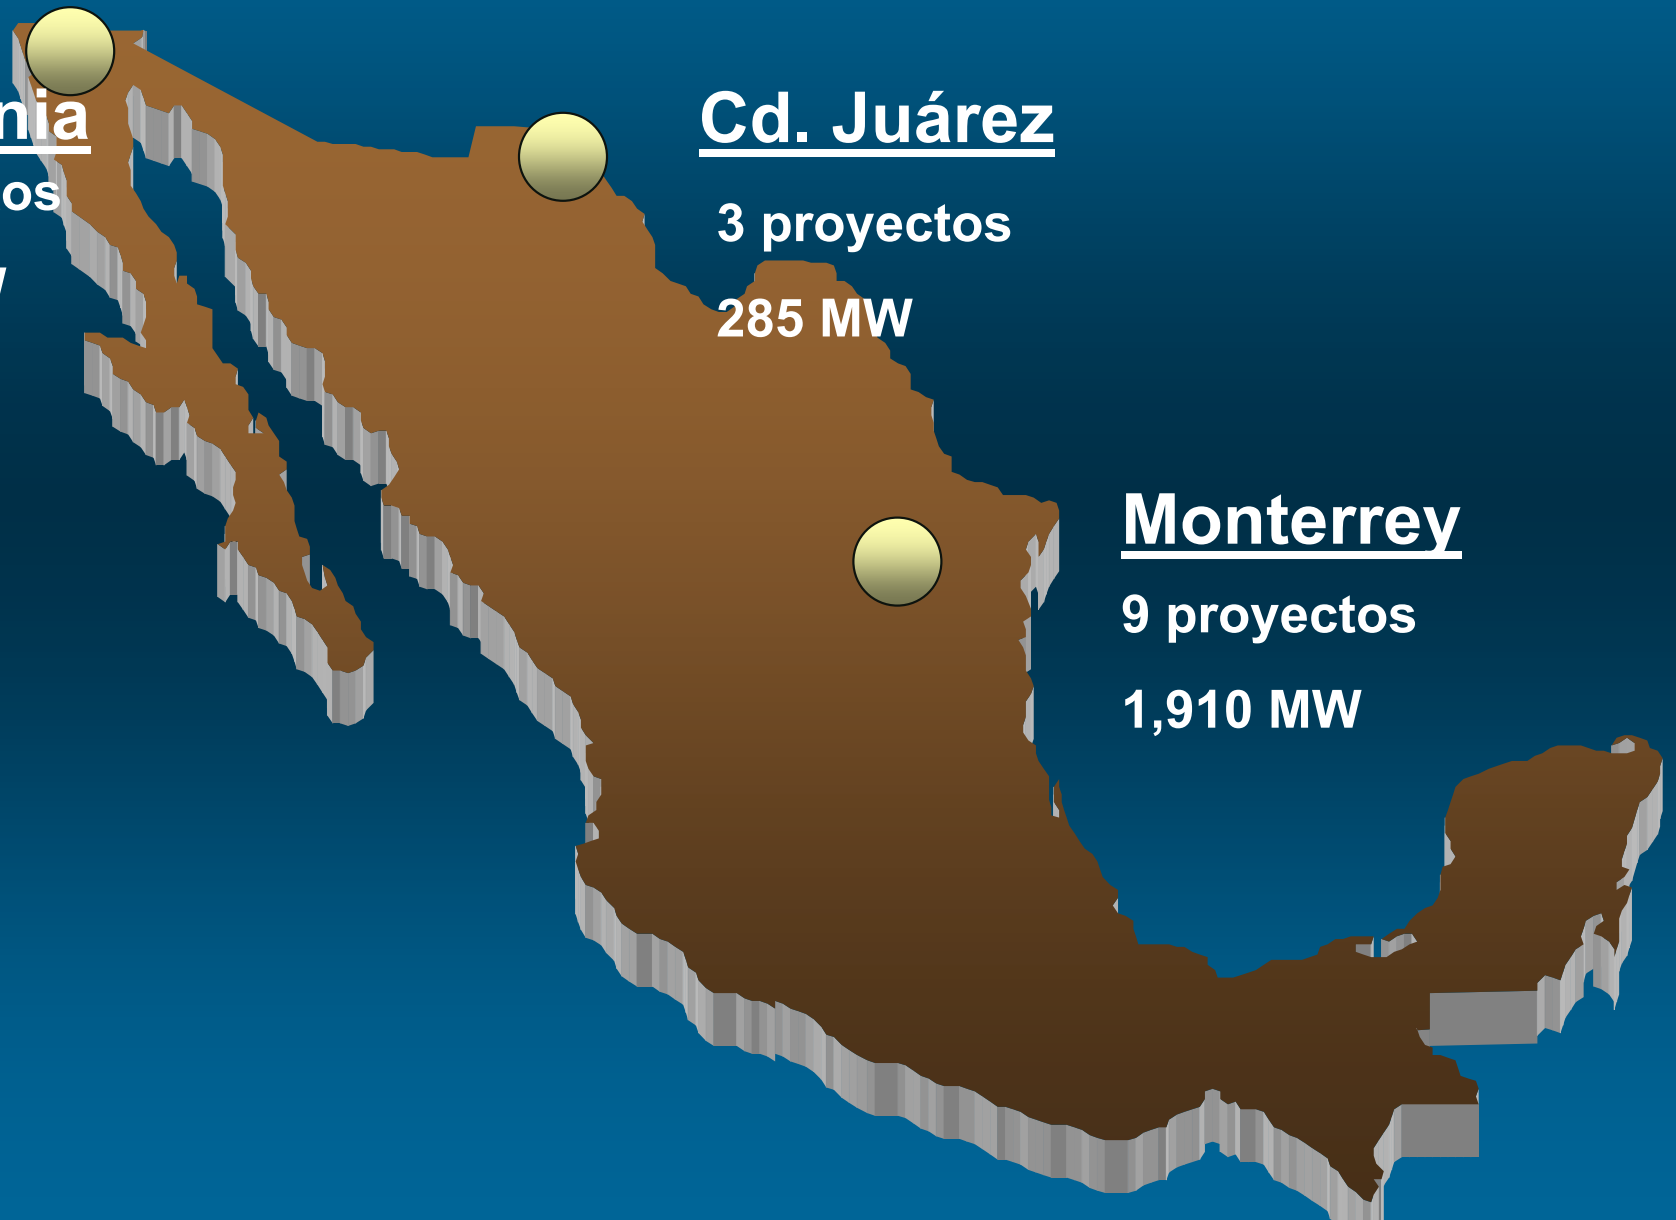 nia
os
Cd. Juárez
3 proyectos
285 MW
Monterrey
9 proyectos
1,910 MW